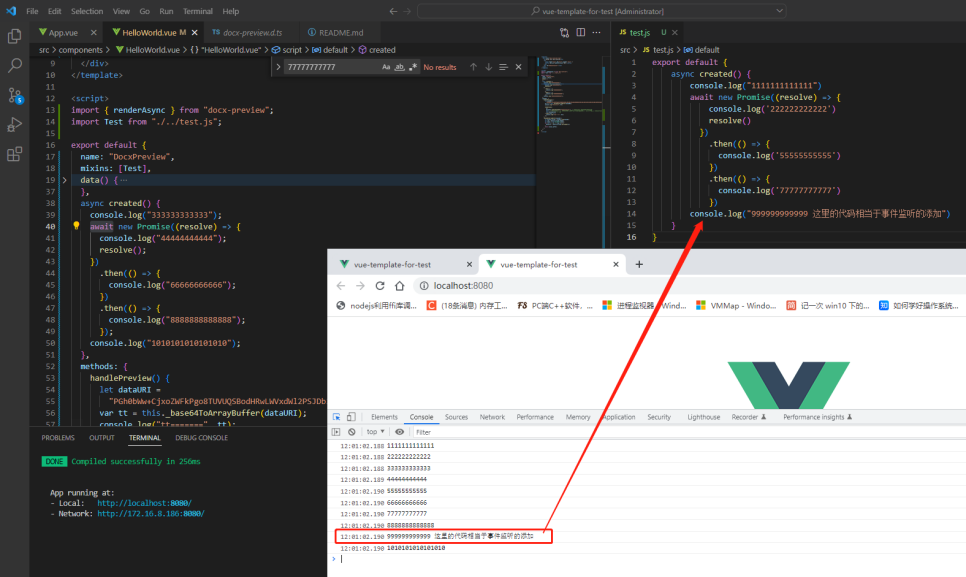 File Edit Selection View Go Run Terminal Help
vue-template-for-test [Administrator]
App.vue
HelloWorld.vue M
TS docx-preview.d.ts
README.md
src > components > HelloWorld.vue > {} "HelloWorld.vue" > script > default > created
77777777777
Aa ab .* No results
9 </div>
10 </template>
11
12 <script>
13 import { renderAsync } from "docx-preview";
14 import Test from "./../test.js";
15
16 export default {
17 name: "DocxPreview",
18 mixins: [Test],
19 data() { ...
37 },
38 async created() {
39 console.log("333333333333");
40 await new Promise((resolve) => {
41 console.log("44444444444");
42 resolve();
43 })
44 .then(() => {
45 console.log("66666666666");
46 })
47 .then(() => {
48 console.log("8888888888888");
49 });
50 console.log("1010101010101010");
51 },
52 methods: {
53 handlePreview() {
54 let dataURI =
56 var tt = this._base64ToArrayBuffer(dataURI);
57 console.log("tt=======", tt);
JS test.js U
src > JS test.js > default
1 export default {
2 async created() {
3 console.log("1111111111111")
4 await new Promise((resolve) => {
5 console.log('222222222222')
6 resolve()
7 })
8 .then(() => {
9 console.log('55555555555')
10 })
11 .then(() => {
12 console.log('77777777777')
13 })
14 console.log("999999999999 这里的代码相当于事件监听的添加")
15 }
16 }
PROBLEMS OUTPUT TERMINAL DEBUG CONSOLE
DONE Compiled successfully in 256ms
App running at:
- Local: http://localhost:8080/
- Network: http://172.16.8.186:8080/
vue-template-for-test
vue-template-for-test
localhost:8080
nodejs利用伤库调...
(18条消息) 内存工...
PC端C++软件、...
进程监视器
Wind...
VMMap - Windo...
记一次 win10 下的...
如何学好操作系统...
Elements Console Sources Network Performance Memory Application Security Lighthouse Recorder Performance insights
top
Filter
12:01:02.188 1111111111111
12:01:02.188 222222222222
12:01:02.188 333333333333
12:01:02.189 44444444444
12:01:02.190 55555555555
12:01:02.190 66666666666
12:01:02.190 77777777777
12:01:02.190 8888888888888
12:01:02.190 999999999999 这里的代码相当于事件监听的添加
12:01:02.190 1010101010101010